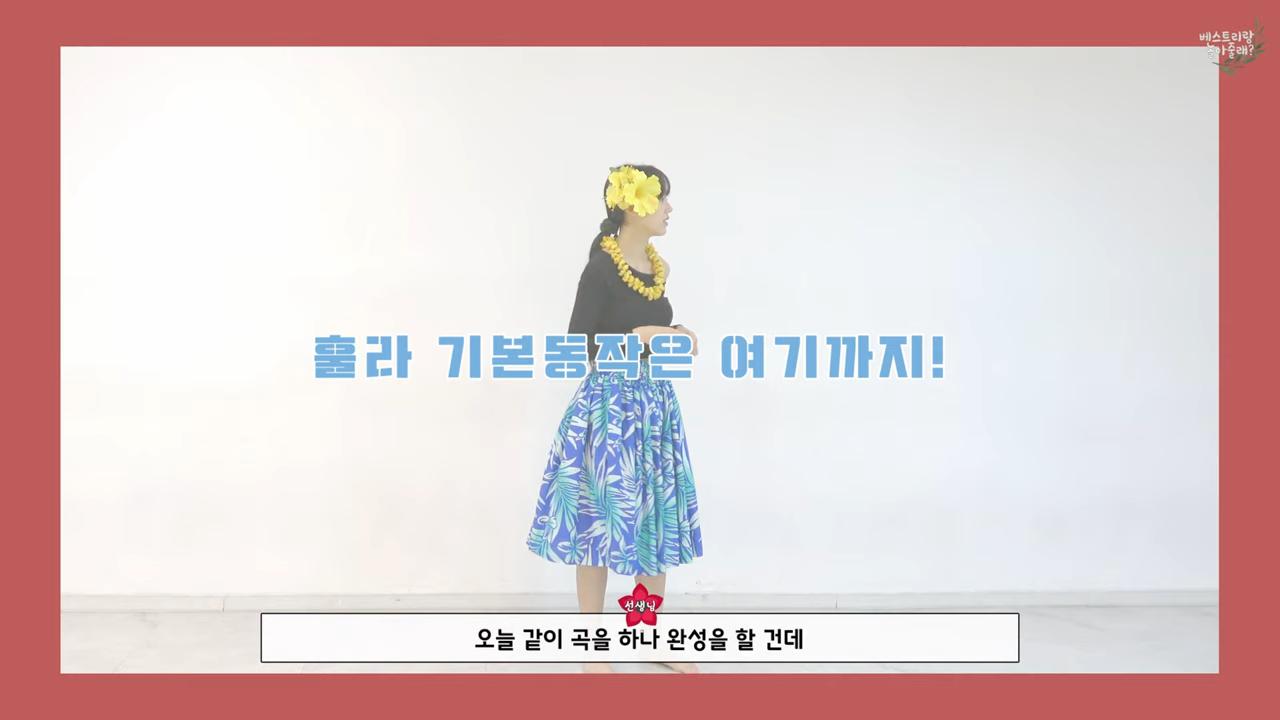 베스트리랑
놀아줄래?
훌라 기본동작은 여기까지!
선생님
오늘 같이 곡을 하나 완성을 할 건데